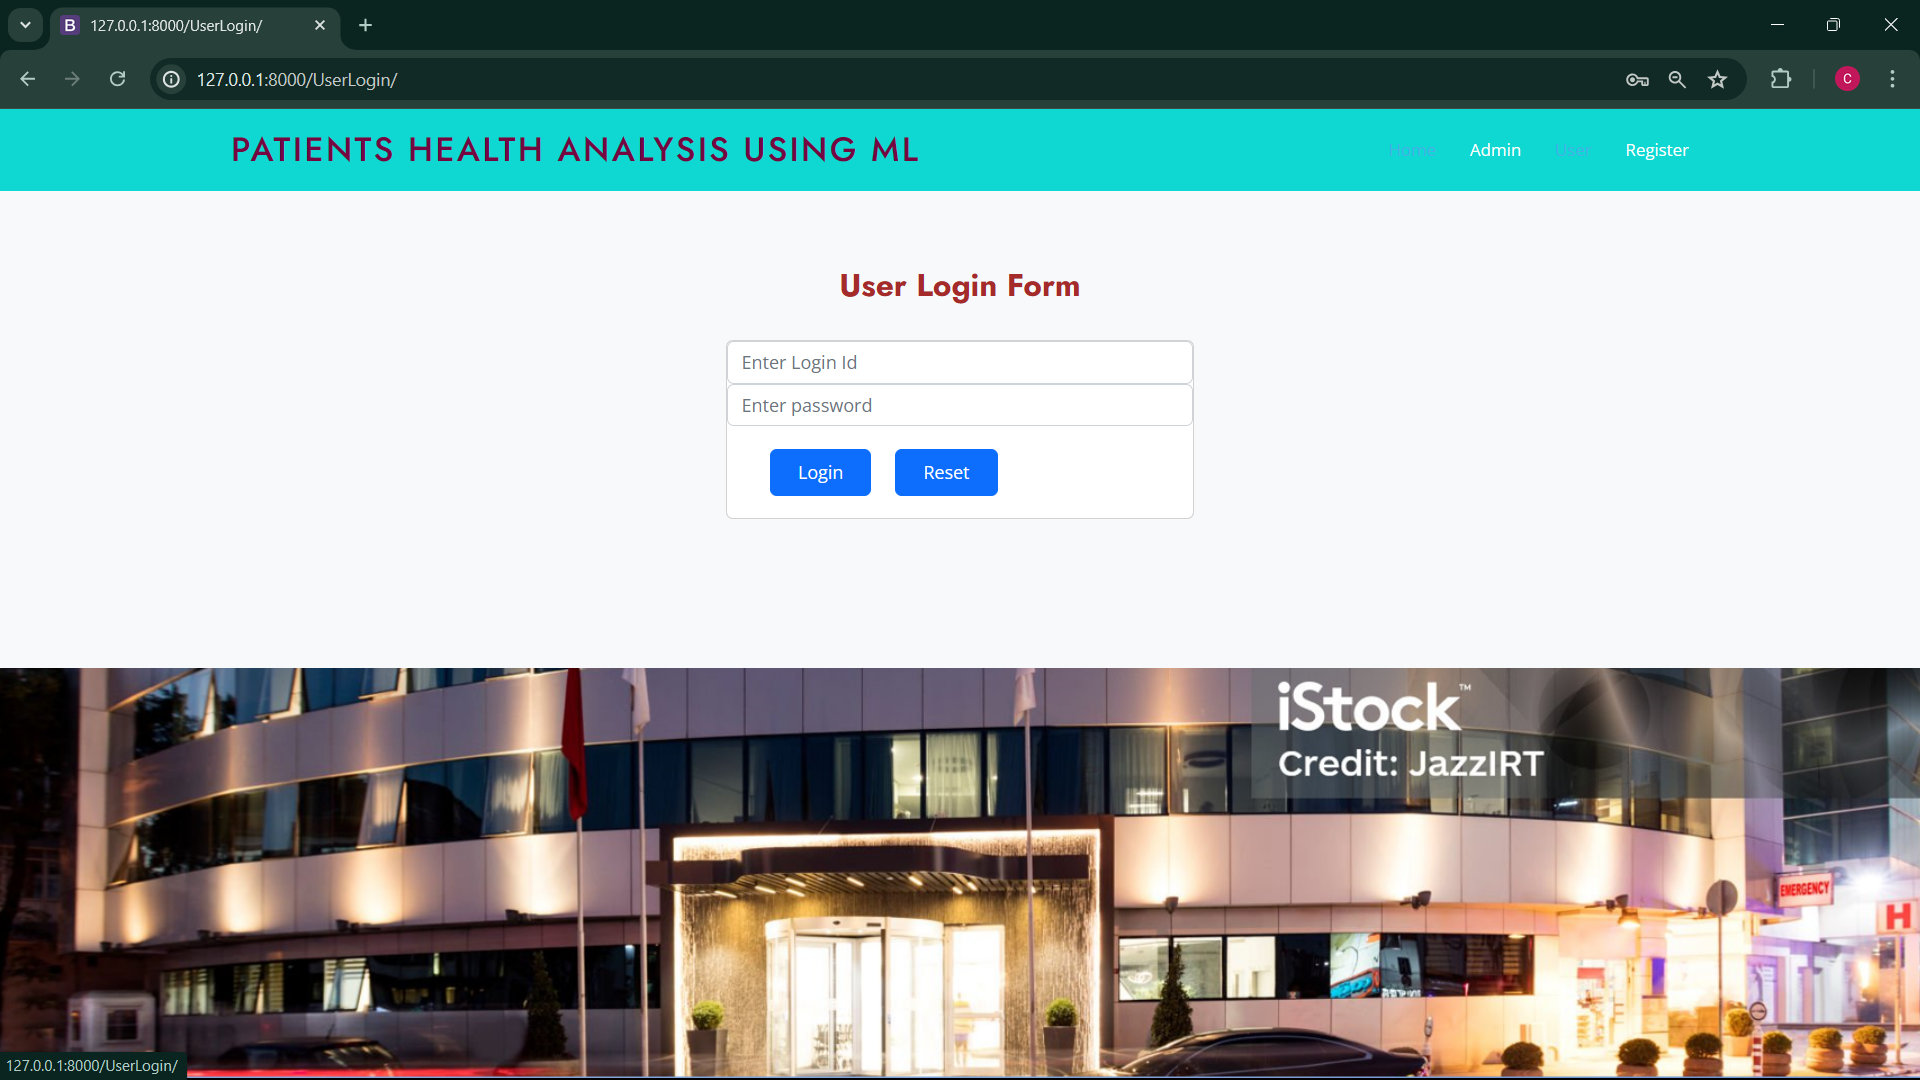 B 127.0.0.1:8000/UserLogin/
127.0.0.1:8000/UserLogin/
C
PATIENTS HEALTH ANALYSIS USING ML
Home Admin User Register
User Login Form
Enter Login Id
Enter password
Login Reset
iStock™
Credit: JazzIRT
EMERGENCY
H
127.0.0.1:8000/UserLogin/